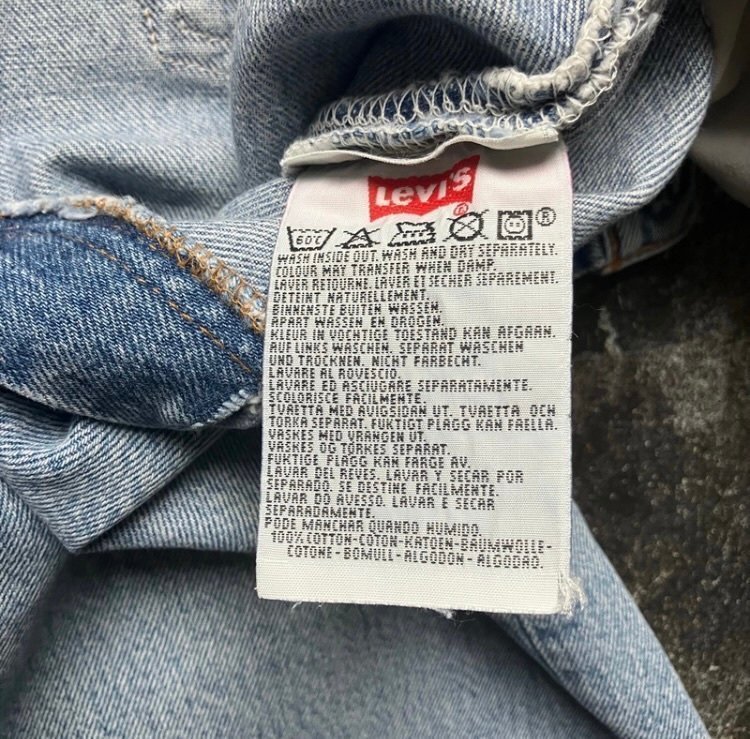 Levi's
®
60C
®
WASH INSIDE OUT. WASH AND DRY SEPARATELY.
COLOUR MAY TRANSFER WHEN DAMP.
LAVER RETOURNE. LAVER ET SECHER SEPAREMENT.
DETEINT NATURELLEMENT.
BINNENSTE BUITEN WASSEN.
APART WASSEN EN DROGEN.
KLEUR IN VOCHTIGE TOESTAND KAN AFGAAN.
AUF LINKS WASCHEN. SEPARAT WASCHEN
UND TROCKNEN. NICHT FARBECHT.
LAVARE AL ROVESCIO.
LAVARE ED ASCIUGARE SEPARATAMENTE.
SCOLORISCE FACILMENTE.
TVAETTA MED AVIGSIDAN UT. TVAETTA OCH
TORKA SEPARAT. FUKTIGT PLAGG KAN FAELLA.
VASKES MED VRANGEN UT.
VASKES OG TÖRKES SEPARAT.
FUKTIGE PLAGG KAN FARGE AV.
LAVAR DEL REVES. LAVAR Y SECAR POR
SEPARADO. SE DESTINE FACILMENTE.
LAVAR DO AVESSO. LAVAR E SECAR
SEPARADAMENTE.
PODE MANCHAR QUANDO HUMIDO.
100% COTTON-COTON-KATOEN-BAUMWOLLE-
COTONE-BOMULL-ALGODON-ALGODAO.